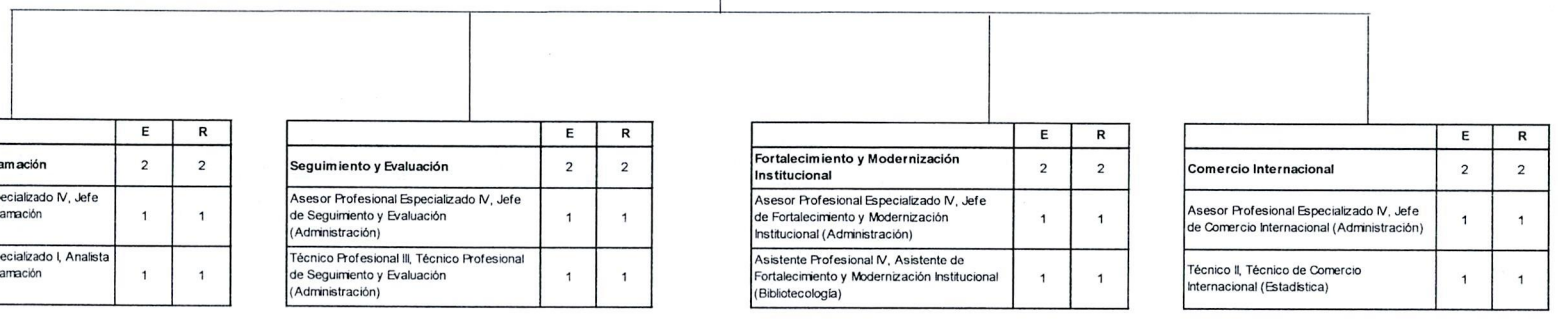 E R
2 2
ecializado IV, Jefe
1 1
ecializado I, Analista
1 1
E R
Seguimiento y Evaluación 2 2
Asesor Profesional Especializado IV, Jefe
de Seguimiento y Evaluación
(Administración) 1 1
Técnico Profesional III, Técnico Profesional
de Seguimiento y Evaluación
(Administración) 1 1
E R
Fortalecimiento y Modernización
Institucional 2 2
Asesor Profesional Especializado IV, Jefe
de Fortalecimiento y Modernización
Institucional (Administración) 1 1
Asistente Profesional IV, Asistente de
Fortalecimiento y Modernización Institucional
(Bibliotecología) 1 1
E R
Comercio Internacional 2 2
Asesor Profesional Especializado IV, Jefe
de Comercio Internacional (Administración) 1 1
Técnico II, Técnico de Comercio
Internacional (Estadística) 1 1